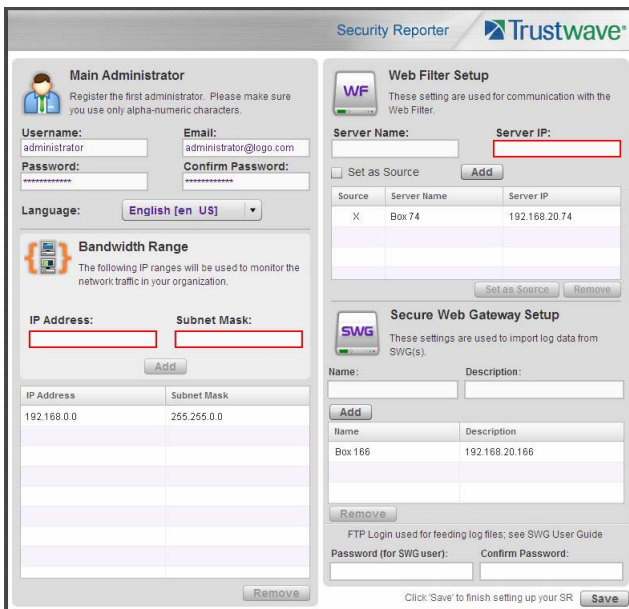 Security Reporter
Trustwave®
Main Administrator
Register the first administrator. Please make sure
you use only alpha-numeric characters.
Username:
Email:
administrator
administrator@logo.com
Password:
Confirm Password:
************
************
Language:
English [en US]
Bandwidth Range
The following IP ranges will be used to monitor the
network traffic in your organization.
IP Address:
Subnet Mask:
Add
IP Address
Subnet Mask
192.168.0.0
255.255.0.0
Remove
WF
Web Filter Setup
These setting are used for communication with the
Web Filter.
Server Name:
Server IP:
Set as Source
Add
Source
Server Name
Server IP
X
Box 74
192.168.20.74
Set as Source
Remove
SWG
Secure Web Gateway Setup
These settings are used to import log data from
SWG(s).
Name:
Description:
Add
Name
Description
Box 166
192.168.20.166
Remove
FTP Login used for feeding log files; see SWG User Guide
Password (for SWG user):
Confirm Password:
Click 'Save' to finish setting up your SR
Save